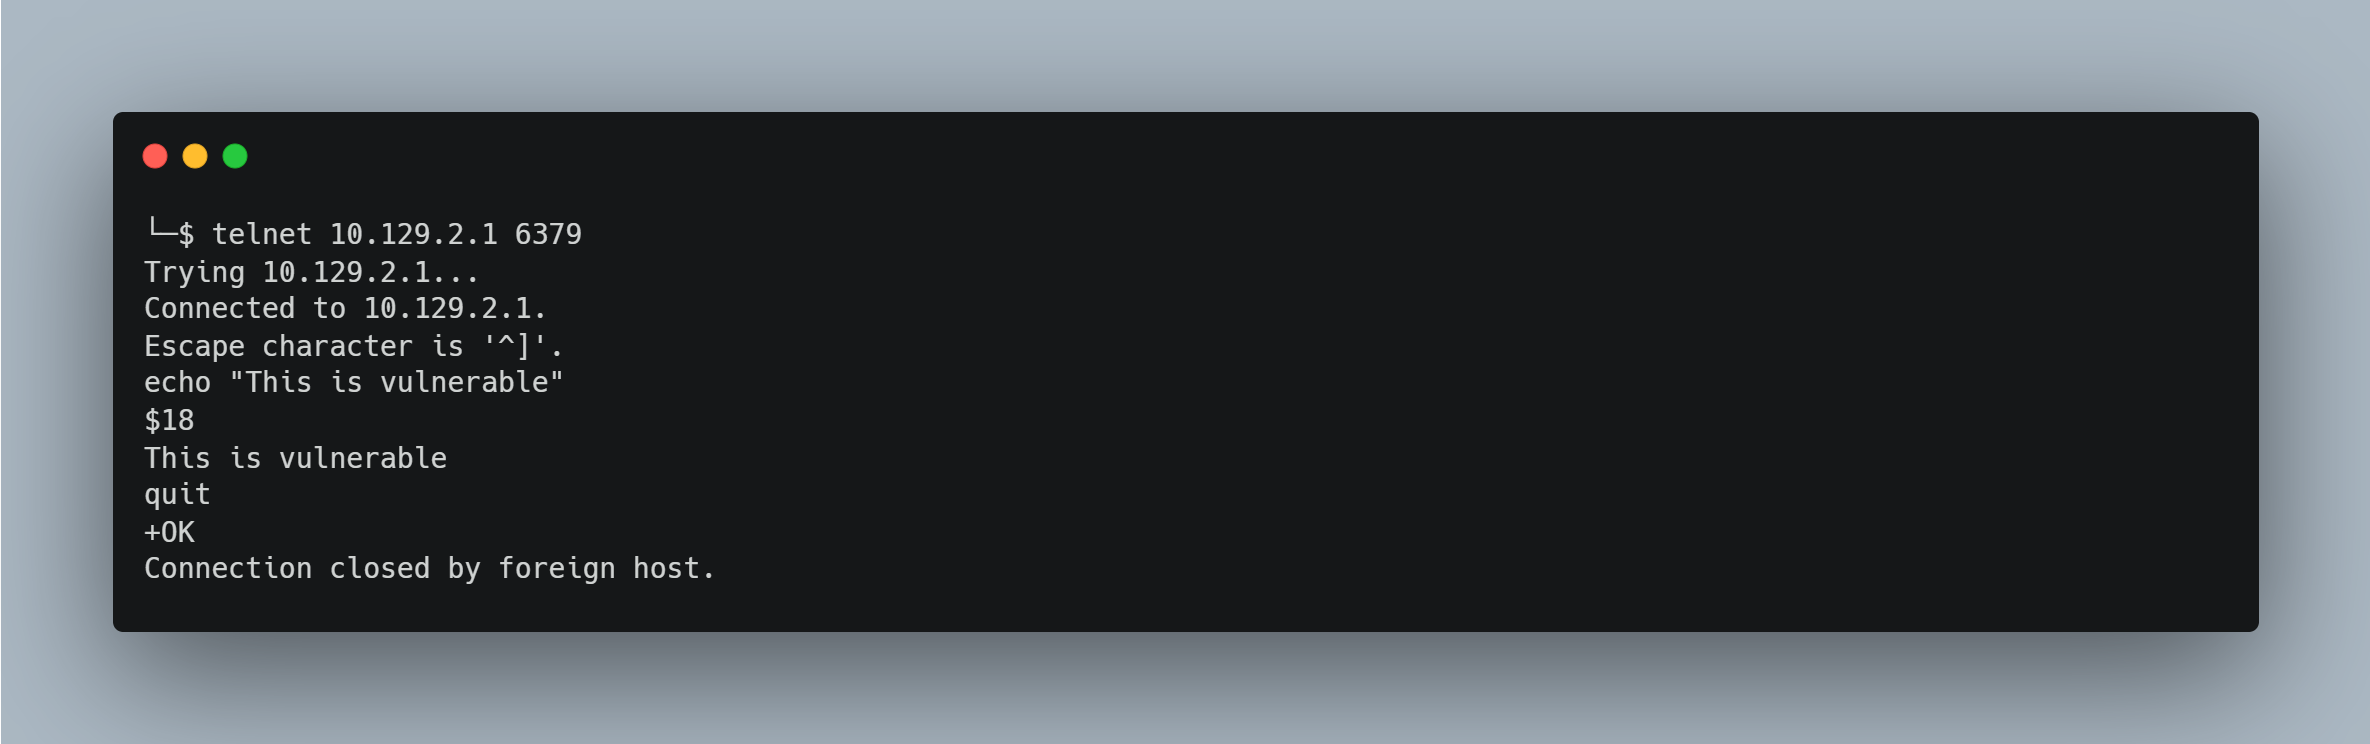 └─$ telnet 10.129.2.1 6379
Trying 10.129.2.1...
Connected to 10.129.2.1.
Escape character is '^]'.
echo "This is vulnerable"
$18
This is vulnerable
quit
+OK
Connection closed by foreign host.